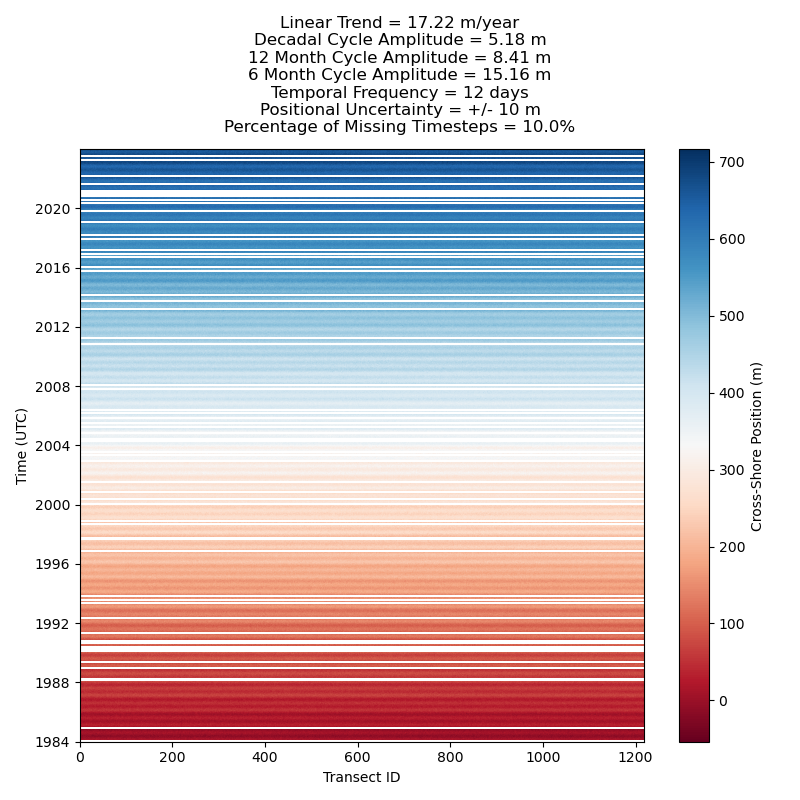 Linear Trend = 17.22 m/year
Decadal Cycle Amplitude = 5.18 m
12 Month Cycle Amplitude = 8.41 m
6 Month Cycle Amplitude = 15.16 m
Temporal Frequency = 12 days
Positional Uncertainty = +/- 10 m
Percentage of Missing Timesteps = 10.0%
2020
2016
2012
2008
2004
2000
1996
1992
1988
1984
Time (UTC)
0 200 400 600 800 1000 1200
Transect ID
700
600
500
400
300
200
100
0
Cross-Shore Position (m)